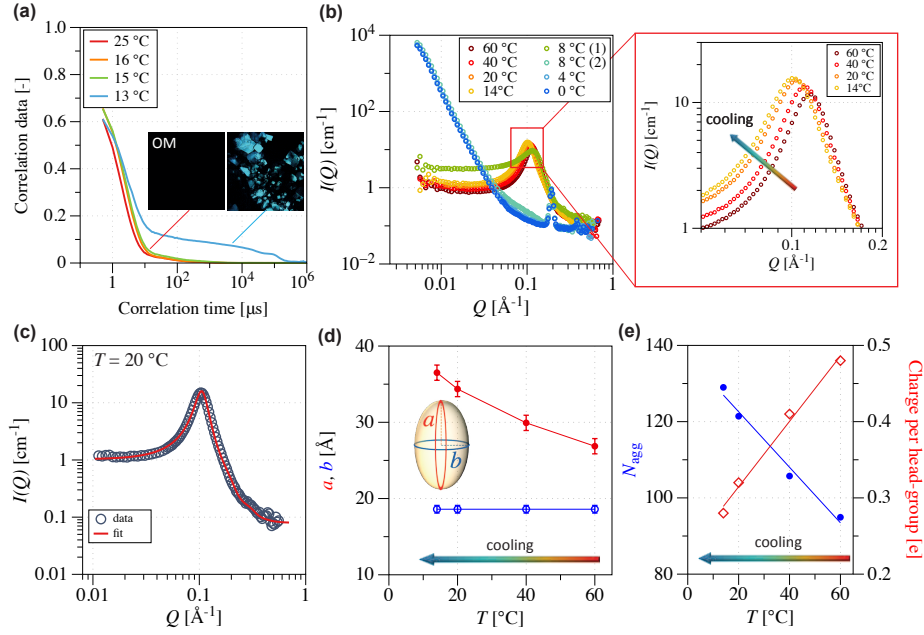 (a)
1.0
0.8
0.6
0.4
0.2
0
Correlation data [-]
25 °C
16 °C
15 °C
13 °C
OM
1
10²
10⁴
10⁶
Correlation time [μs]
(b)
10⁴
10²
1
10⁻²
I(Q) [cm⁻¹]
60 °C
40 °C
20 °C
14°C
8 °C (1)
8 °C (2)
4 °C
0 °C
0.01
0.1
1
Q [Å⁻¹]
10
1
I(Q) [cm⁻¹]
60 °C
40 °C
20 °C
14°C
cooling
0.1
0.2
Q [Å⁻¹]
(c)
100
10
1
0.1
0.01
I(Q) [cm⁻¹]
T = 20 °C
data
fit
0.01
0.1
1
Q [Å⁻¹]
(d)
40
30
20
10
a, b [Å]
a
b
cooling
0
20
40
60
T [°C]
(e)
140
120
100
80
Nagg
0.5
0.4
0.3
0.2
Charge per head-group [e]
cooling
0
20
40
60
T [°C]